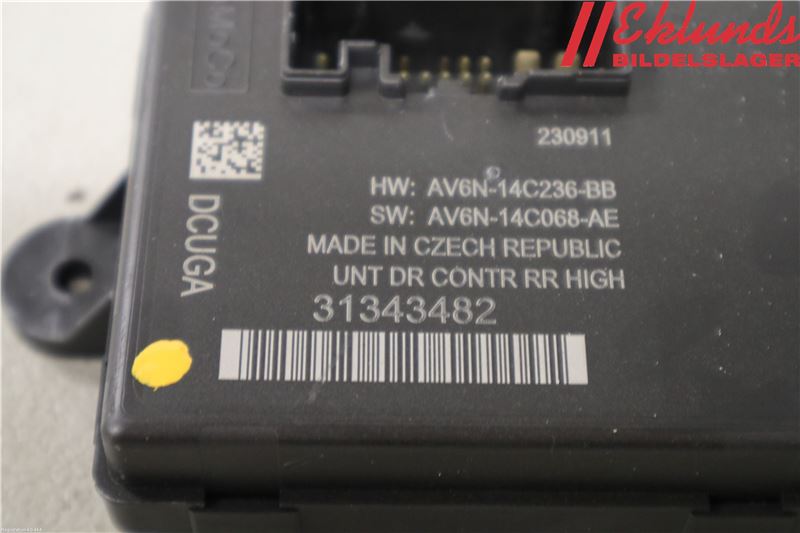 Eklunds
BILDELSLAGER
230911
HW: AV6N-14C236-BB
SW: AV6N-14C068-AE
MADE IN CZECH REPUBLIC
UNT DR CONTR RR HIGH
31343482
DCUGA